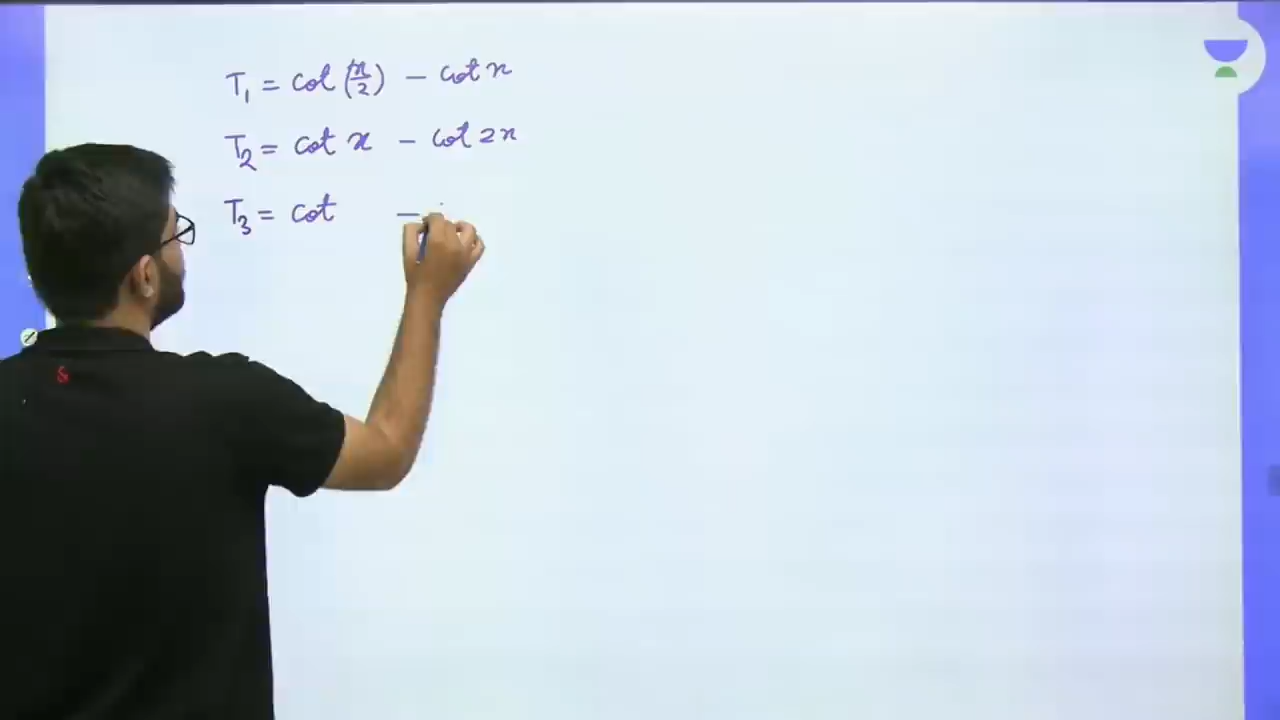 T₁ = cot(x/2) - cot x
T₂ = cot x - cot 2x
T₃ = cot -